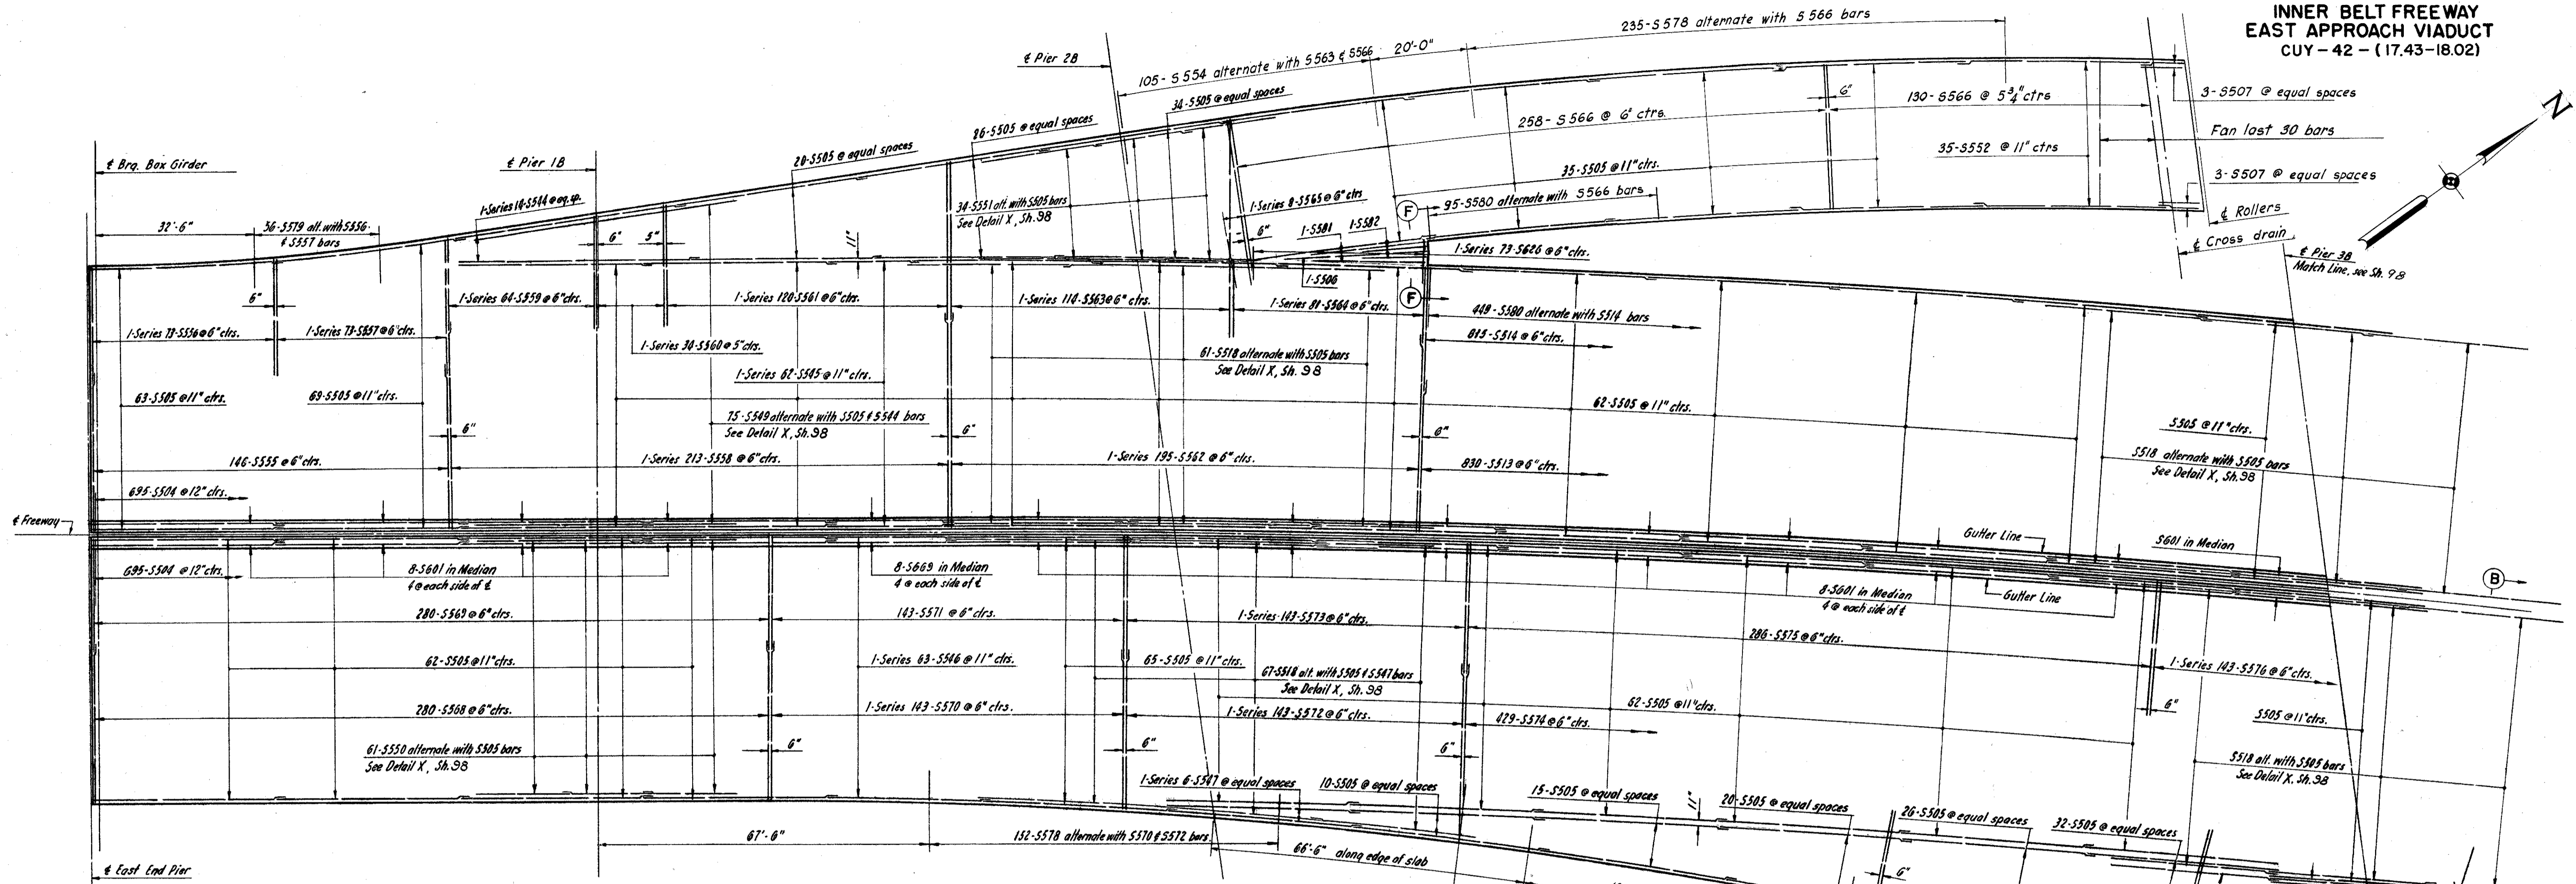 INNER BELT FREEWAY
EAST APPROACH VIADUCT
CUY - 42 - (17.43-18.02)
235-S578 alternate with S566 bars
20'-0"
105-S554 alternate with S563 & S566
℄ Pier 28
34-S505 @ equal spaces
26-S505 @ equal spaces
20-S505 @ equal spaces
6"
130-S566 @ 5¾" ctrs
3-S507 @ equal spaces
258-S566 @ 6" ctrs.
Fan last 30 bars
N
℄ Brg. Box Girder
℄ Pier 18
35-S505 @ 11" ctrs.
35-S552 @ 11" ctrs
3-S507 @ equal spaces
1-Series 14-S544 @ eq. sp.
34-S551 alt. with S505 bars
See Detail X, Sh. 98
1-Series 8-S565 @ 6" ctrs.
95-S580 alternate with S566 bars
F
℄ Rollers
32'-6"
56-S579 alt. with S556
& S557 bars
6"
5"
11"
6"
1-S581
1-S582
℄ Cross drain
1-Series 73-S626 @ 6" ctrs.
℄ Pier 38
Match Line, see Sh. 98
1-S506
6"
1-Series 64-S559 @ 6" ctrs.
1-Series 120-S561 @ 6" ctrs.
1-Series 114-S563 @ 6" ctrs.
1-Series 81-S564 @ 6" ctrs.
F
449-S580 alternate with S514 bars
1-Series 73-S556 @ 6" ctrs.
1-Series 73-S557 @ 6" ctrs.
1-Series 34-S560 @ 5" ctrs.
815-S514 @ 6" ctrs.
61-S518 alternate with S505 bars
See Detail X, Sh. 98
1-Series 62-S545 @ 11" ctrs.
63-S505 @ 11" ctrs.
69-S505 @ 11" ctrs.
75-S549 alternate with S505 & S544 bars
See Detail X, Sh. 98
62-S505 @ 11" ctrs.
6"
6"
6"
S505 @ 11" ctrs.
146-S555 @ 6" ctrs.
1-Series 213-S558 @ 6" ctrs.
1-Series 195-S562 @ 6" ctrs.
830-S513 @ 6" ctrs.
S518 alternate with S505 bars
See Detail X, Sh. 98
695-S504 @ 12" ctrs.
℄ Freeway
Gutter Line
S601 in Median
B
695-S504 @ 12" ctrs.
8-S601 in Median
4 @ each side of ℄
8-S669 in Median
4 @ each side of ℄
8-S601 in Median
4 @ each side of ℄
Gutter Line
280-S569 @ 6" ctrs.
143-S571 @ 6" ctrs.
1-Series 143-S573 @ 6" ctrs.
286-S575 @ 6" ctrs.
62-S505 @ 11" ctrs.
1-Series 63-S546 @ 11" ctrs.
65-S505 @ 11" ctrs.
67-S518 alt. with S505 & S547 bars
See Detail X, Sh. 98
1-Series 143-S576 @ 6" ctrs.
280-S568 @ 6" ctrs.
1-Series 143-S570 @ 6" ctrs.
1-Series 143-S572 @ 6" ctrs.
429-S574 @ 6" ctrs.
62-S505 @ 11" ctrs.
6"
S505 @ 11" ctrs.
61-S550 alternate with S505 bars
See Detail X, Sh. 98
6"
6"
6"
S518 alt. with S505 bars
See Detail X. Sh. 98
1-Series 6-S547 @ equal spaces
10-S505 @ equal spaces
15-S505 @ equal spaces
11"
20-S505 @ equal spaces
26-S505 @ equal spaces
32-S505 @ equal spaces
67'-6"
152-S578 alternate with S570 & S572 bars.
66'-6" along edge of slab
6"
℄ East End Pier